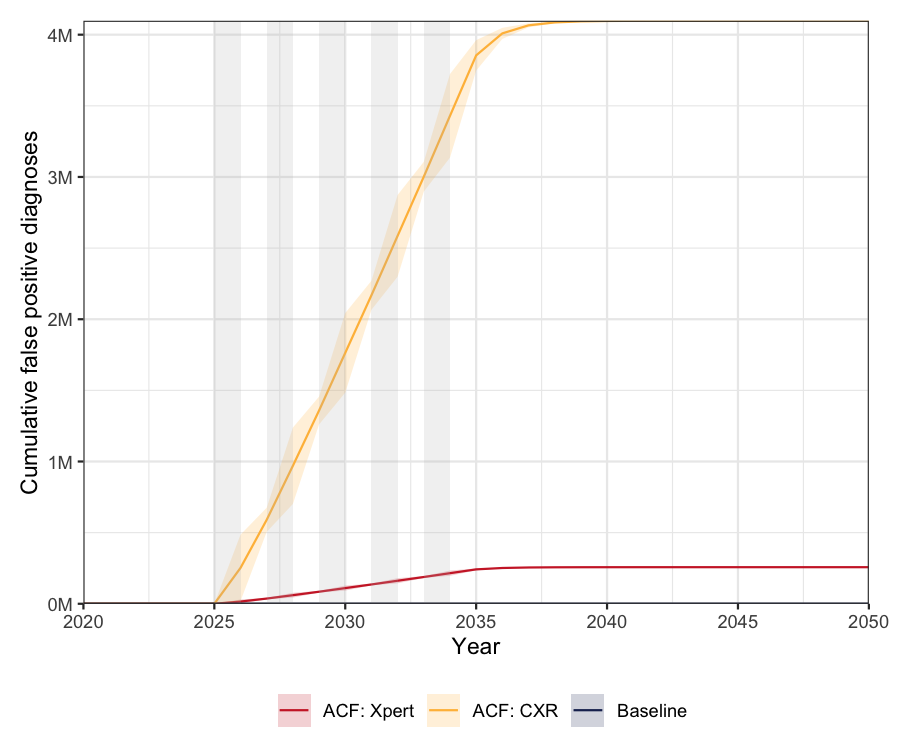 Cumulative false positive diagnoses
4M
3M
2M
1M
0M
2020 2025 2030 2035 2040 2045 2050
Year
ACF: Xpert ACF: CXR Baseline